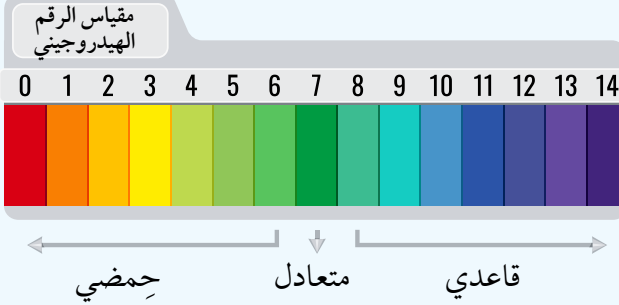 مقياس الرقم
الهيدروجيني
0 1 2 3 4 5 6 7 8 9 10 11 12 13 14
حِمضي متعادل قاعدي